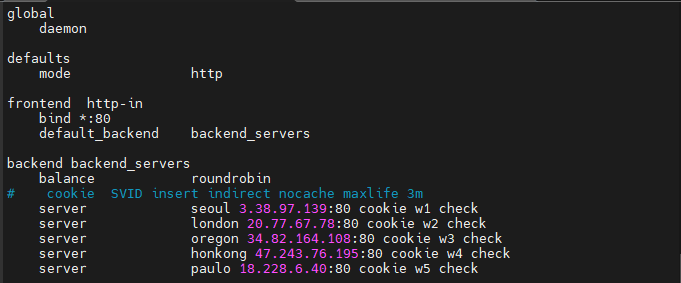 global
daemon
defaults
mode http
frontend http-in
bind *:80
default_backend backend_servers
backend backend_servers
balance roundrobin
# cookie SVID insert indirect nocache maxlife 3m
server seoul 3.38.97.139:80 cookie w1 check
server london 20.77.67.78:80 cookie w2 check
server oregon 34.82.164.108:80 cookie w3 check
server honkong 47.243.76.195:80 cookie w4 check
server paulo 18.228.6.40:80 cookie w5 check